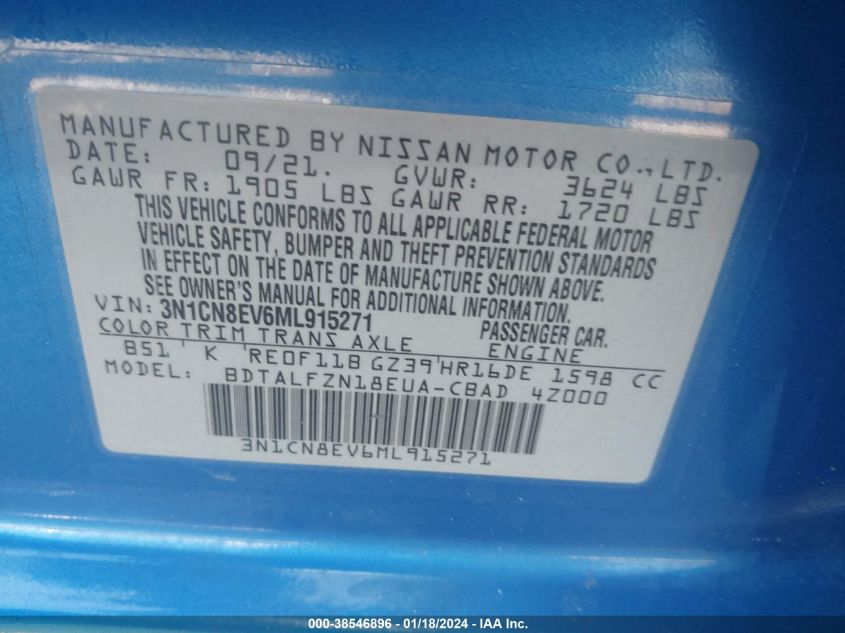 MANUFACTURED BY NISSAN MOTOR CO., LTD.
DATE: 09/21. GVWR: 3624 LBS
GAWR FR: 1905 LBS GAWR RR: 1720 LBS
THIS VEHICLE CONFORMS TO ALL APPLICABLE FEDERAL MOTOR
VEHICLE SAFETY, BUMPER AND THEFT PREVENTION STANDARDS
IN EFFECT ON THE DATE OF MANUFACTURE SHOWN ABOVE.
SEE OWNER'S MANUAL FOR ADDITIONAL INFORMATION.
VIN: 3N1CN8EV6ML915271 PASSENGER CAR.
COLOR TRIM TRANS AXLE ENGINE
B51 K RE0F11B GZ39 HR16DE 1598 CC
MODEL: BDTALFZN18EUA-CBAD 4Z000
3N1CN8EV6ML915271
000-38546896 - 01/18/2024 - IAA Inc.